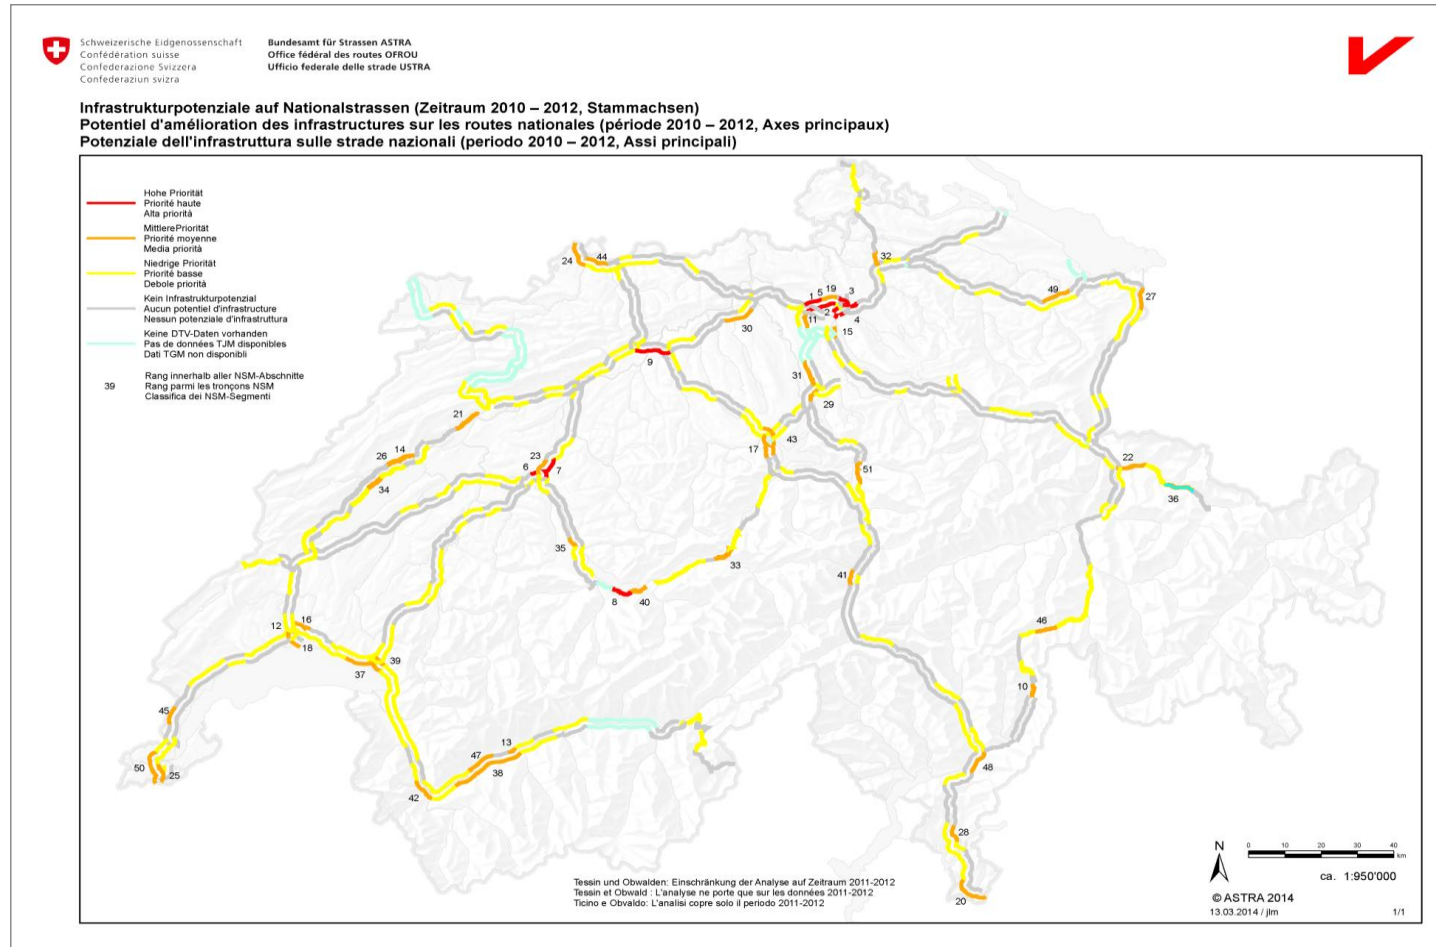 Schweizerische Eidgenossenschaft
Confédération suisse
Confederazione Svizzera
Confederaziun svizra
Bundesamt für Strassen ASTRA
Office fédéral des routes OFROU
Ufficio federale delle strade USTRA
Infrastrukturpotenziale auf Nationalstrassen (Zeitraum 2010 – 2012, Stammachsen)
Potentiel d'amélioration des infrastructures sur les routes nationales (période 2010 – 2012, Axes principaux)
Potenziale dell'infrastruttura sulle strade nazionali (periodo 2010 – 2012, Assi principali)
Hohe Priorität
Priorité haute
Alta priorità
MittlerePriorität
Priorité moyenne
Media priorità
Niedrige Priorität
Priorité basse
Debole priorità
Kein Infrastrukturpotenzial
Aucun potentiel d'infrastructure
Nessun potenziale d'infrastruttura
Keine DTV-Daten vorhanden
Pas de données TJM disponibles
Dati TGM non disponibli
39
Rang innerhalb aller NSM-Abschnitte
Rang parmi les tronçons NSM
Classifica dei NSM-Segmenti
24
44
32
1
5
19
3
2
4
11
15
49
27
30
9
31
29
21
14
26
34
23
6
7
17
43
51
22
36
35
33
8
40
41
46
10
12
16
18
39
37
45
50
25
47
13
38
42
48
28
20
Tessin und Obwalden: Einschränkung der Analyse auf Zeitraum 2011-2012
Tessin et Obwald : L'analyse ne porte que sur les données 2011-2012
Ticino e Obvaldo: L'analisi copre solo il periodo 2011-2012
N
0 10 20 30 40
km
ca. 1:950'000
© ASTRA 2014
13.03.2014 / jlm
1/1